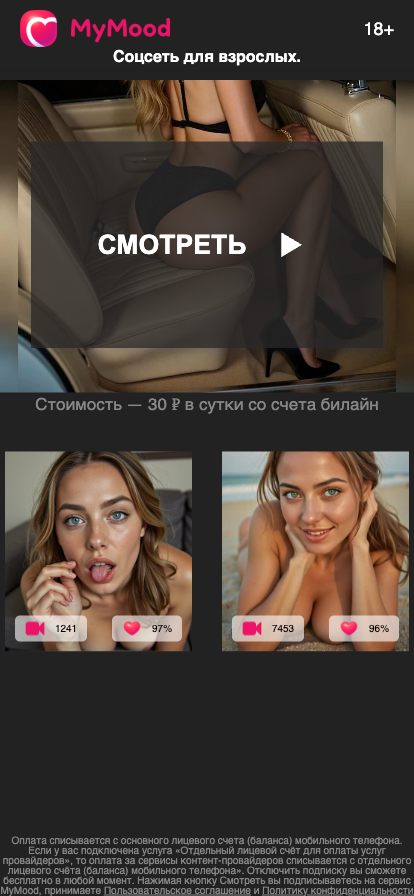 MyMood
18+
Соцсеть для взрослых.
СМОТРЕТЬ
Стоимость — 30 ₽ в сутки со счета билайн
1241
97%
7453
96%
Оплата списывается с основного лицевого счета (баланса) мобильного телефона.
Если у вас подключена услуга «Отдельный лицевой счёт для оплаты услуг
провайдеров», то оплата за сервисы контент-провайдеров списывается с отдельного
лицевого счёта (баланса) мобильного телефона». Отключить подписку вы сможете
бесплатно в любой момент. Нажимая кнопку Смотреть вы подписываетесь на сервис
MyMood, принимаете Пользовательское соглашение и Политику конфиденциальности